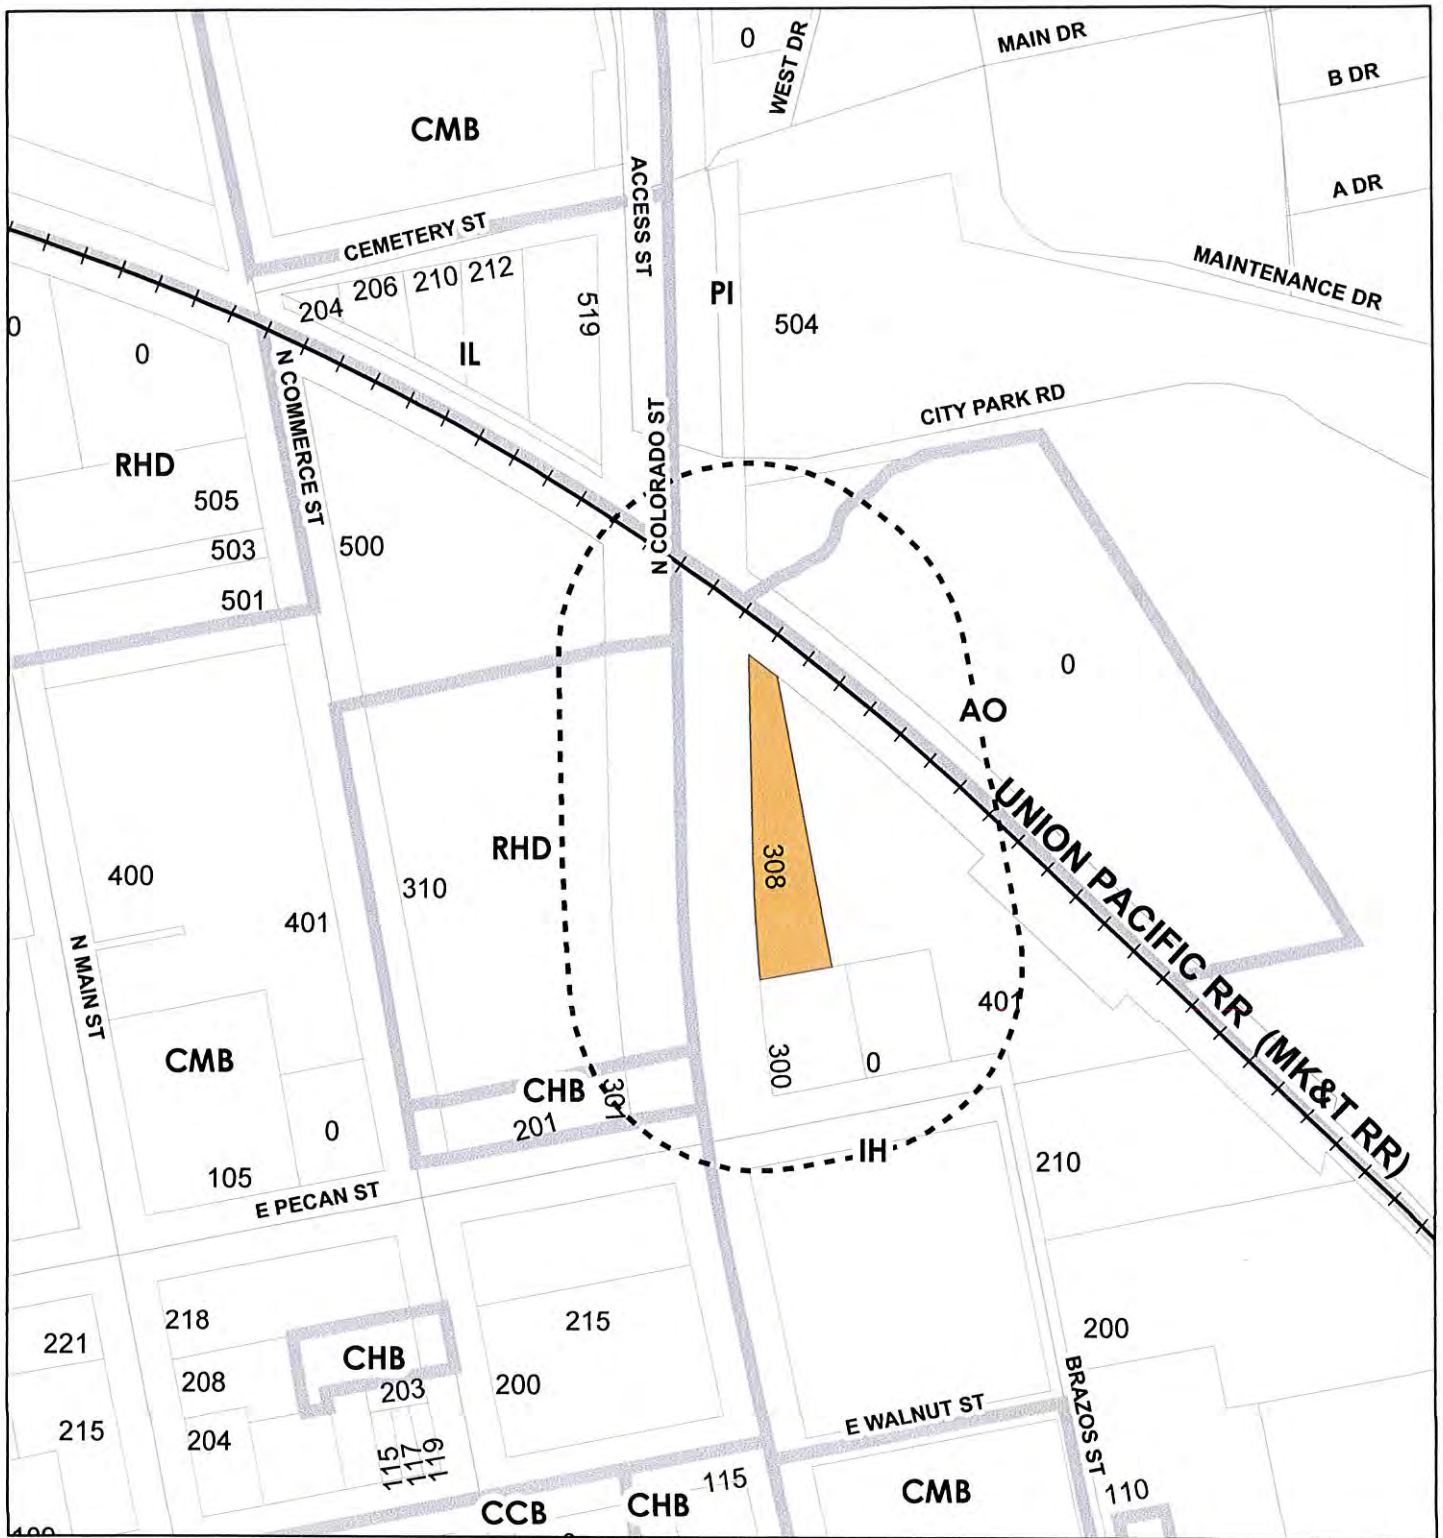 0
WEST DR
MAIN DR
B DR
CMB
ACCESS ST
A DR
CEMETERY ST
MAINTENANCE DR
204
206
210
212
519
PI
504
0
0
IL
N COMMERCE ST
N COLORADO ST
CITY PARK RD
RHD
505
503
501
500
0
AO
UNION PACIFIC RR (MK&T RR)
RHD
308
400
310
401
N MAIN ST
401
CMB
300
0
CHB
301
201
0
105
IH
210
E PECAN ST
218
221
215
200
CHB
208
203
200
215
204
115
117
119
E WALNUT ST
BRAZOS ST
115
CCB
CHB
CMB
110